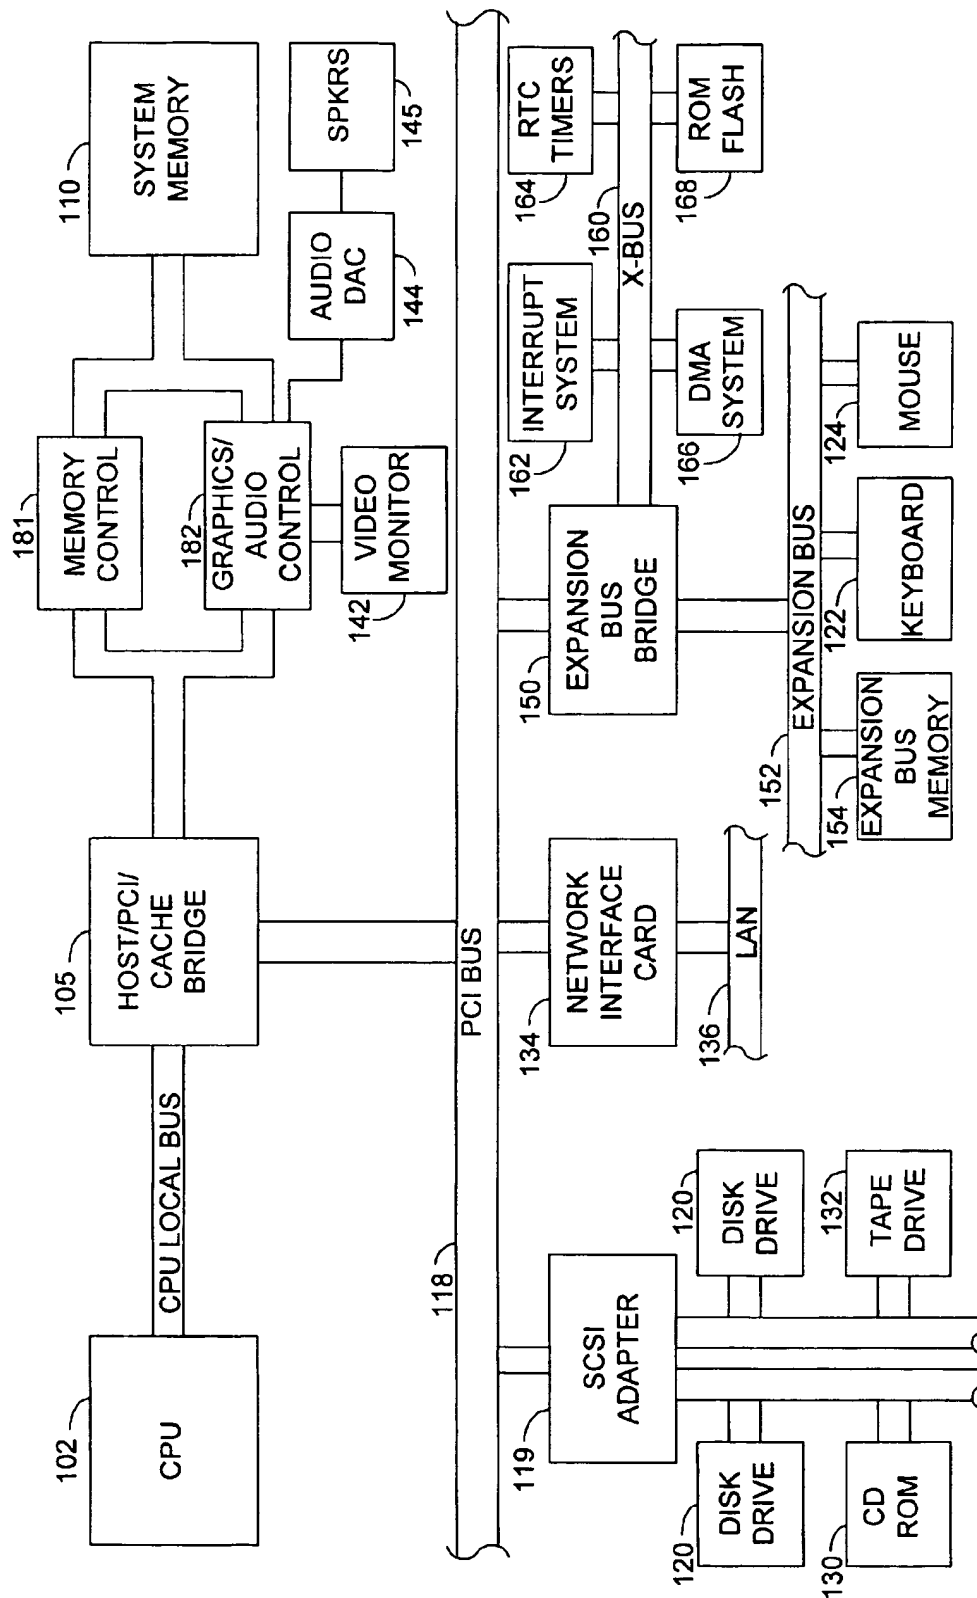 102
CPU
CPU LOCAL BUS
105
HOST/PCI/
CACHE
BRIDGE
181
MEMORY
CONTROL
182
GRAPHICS/
AUDIO
CONTROL
142
VIDEO
MONITOR
110
SYSTEM
MEMORY
AUDIO
DAC
144
SPKRS
145
118
PCI BUS
119
SCSI
ADAPTER
120
DISK
DRIVE
120
DISK
DRIVE
130
CD
ROM
132
TAPE
DRIVE
134
NETWORK
INTERFACE
CARD
136
LAN
150
EXPANSION
BUS
BRIDGE
162
INTERRUPT
SYSTEM
164
RTC
TIMERS
160
X-BUS
166
DMA
SYSTEM
168
ROM
FLASH
152
EXPANSION BUS
154
EXPANSION
BUS
MEMORY
122
KEYBOARD
124
MOUSE